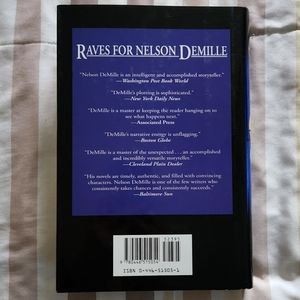 RAVES FOR NELSON DEMILLE
"Nelson DeMille is an intelligent and accomplished storyteller."
—Washington Post Book World
"DeMille's plotting is sophisticated."
—New York Daily News
"DeMille is a master at keeping the reader hanging on to
see what happens next."
—Associated Press
"DeMille's narrative energy is unflagging."
—Boston Globe
"DeMille is a master of the unexpected . . . an accomplished
and incredibly versatile storyteller."
—Cleveland Plain Dealer
"His novels are timely, authentic, and filled with convincing
characters. Nelson DeMille is one of the few writers who
consistently takes chances and consistently succeeds."
—Baltimore Sun
52395
9 780446 515054
ISBN 0-446-51505-1